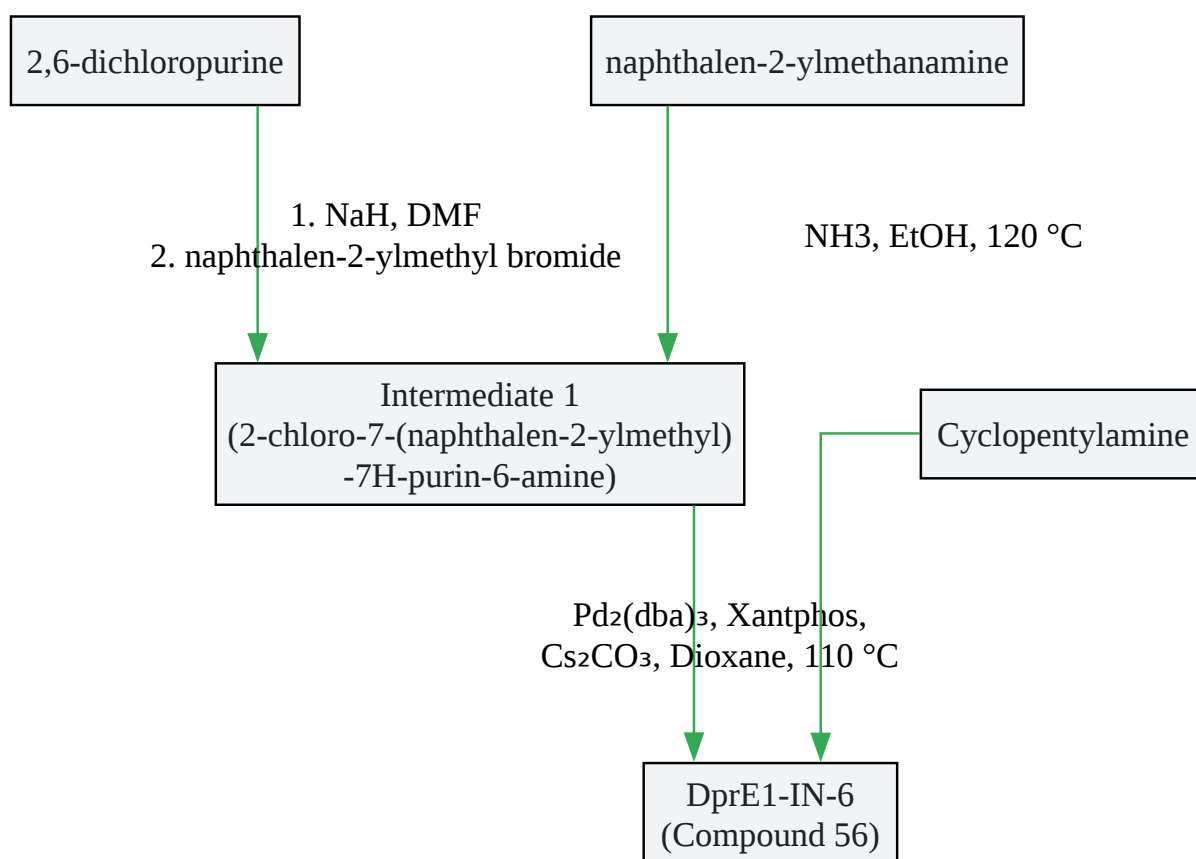 2,6-dichloropurine
naphthalen-2-ylmethanamine
1. NaH, DMF
2. naphthalen-2-ylmethyl bromide
NH3, EtOH, 120 °C
Intermediate 1
(2-chloro-7-(naphthalen-2-ylmethyl)
-7H-purin-6-amine)
Cyclopentylamine
Pd₂(dba)₃, Xantphos,
Cs₂CO₃, Dioxane, 110 °C
DprE1-IN-6
(Compound 56)